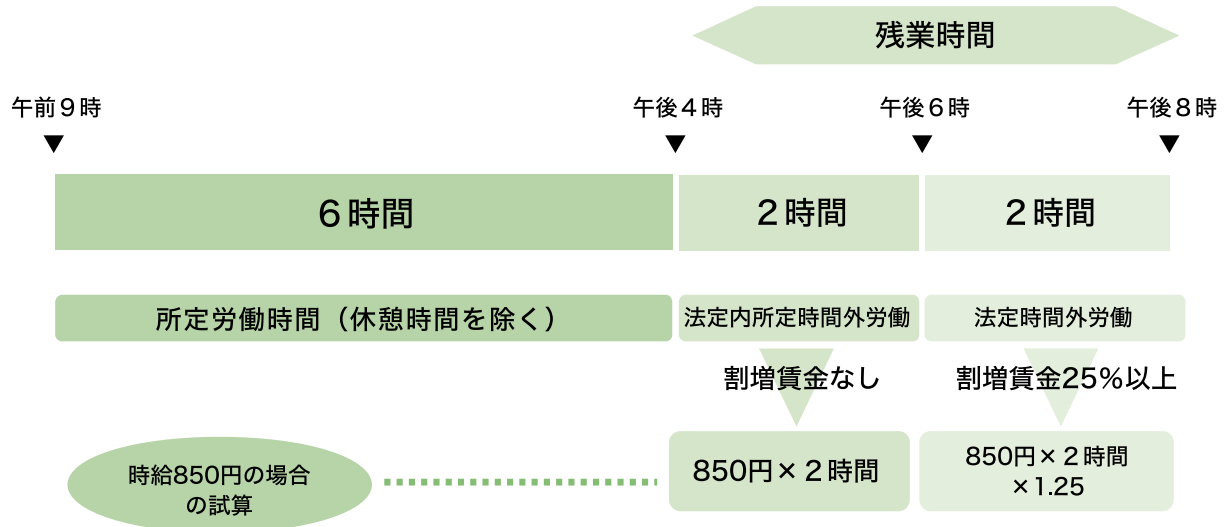 残業時間
午前９時
午後４時
午後６時
午後８時
６時間
２時間
２時間
所定労働時間（休憩時間を除く）
法定内所定時間外労働
法定時間外労働
割増賃金なし
割増賃金25%以上
時給850円の場合
の試算
850円×２時間
850円×２時間
×1.25